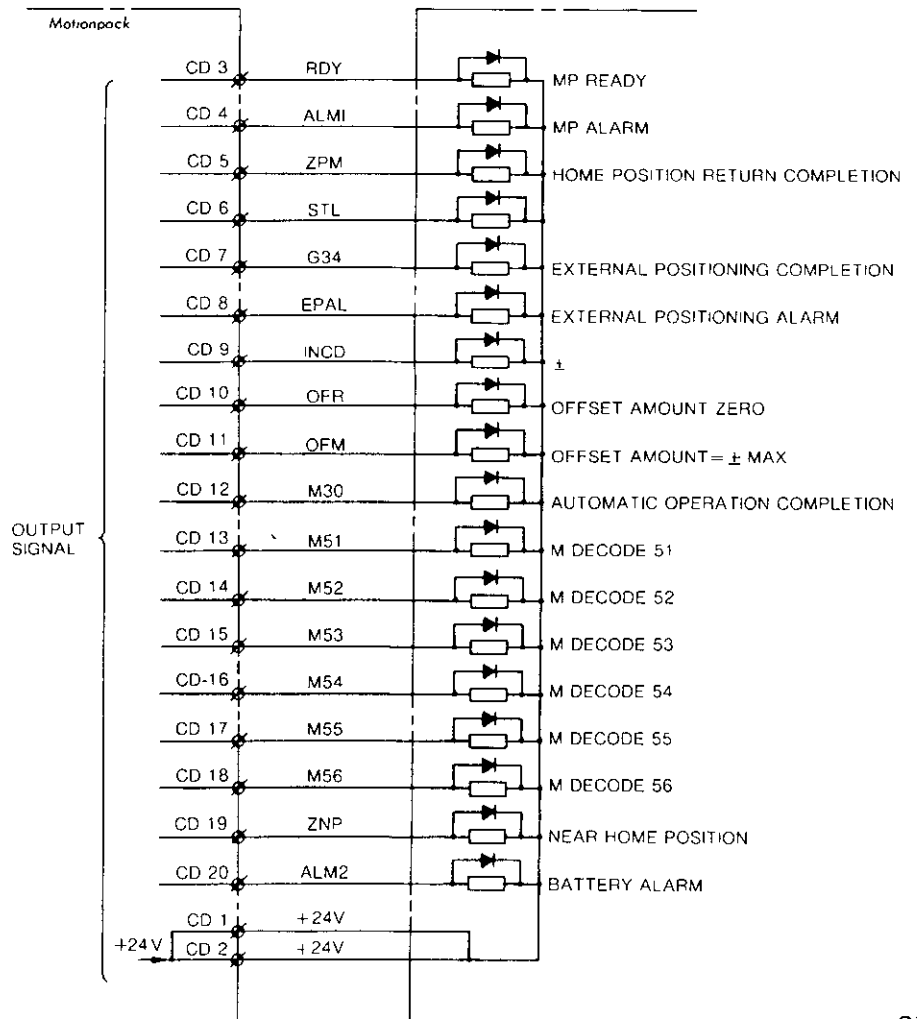 Motionpack
CD 3 RDY MP READY
CD 4 ALM1 MP ALARM
CD 5 ZPM HOME POSITION RETURN COMPLETION
CD 6 STL
CD 7 G34 EXTERNAL POSITIONING COMPLETION
CD 8 EPAL EXTERNAL POSITIONING ALARM
CD 9 INCD ±
CD 10 OFR OFFSET AMOUNT ZERO
CD 11 OFM OFFSET AMOUNT= ± MAX
CD 12 M30 AUTOMATIC OPERATION COMPLETION
OUTPUT
SIGNAL
CD 13 M51 M DECODE 51
CD 14 M52 M DECODE 52
CD 15 M53 M DECODE 53
CD-16 M54 M DECODE 54
CD 17 M55 M DECODE 55
CD 18 M56 M DECODE 56
CD 19 ZNP NEAR HOME POSITION
CD 20 ALM2 BATTERY ALARM
CD 1 +24V
+24V CD 2 +24V